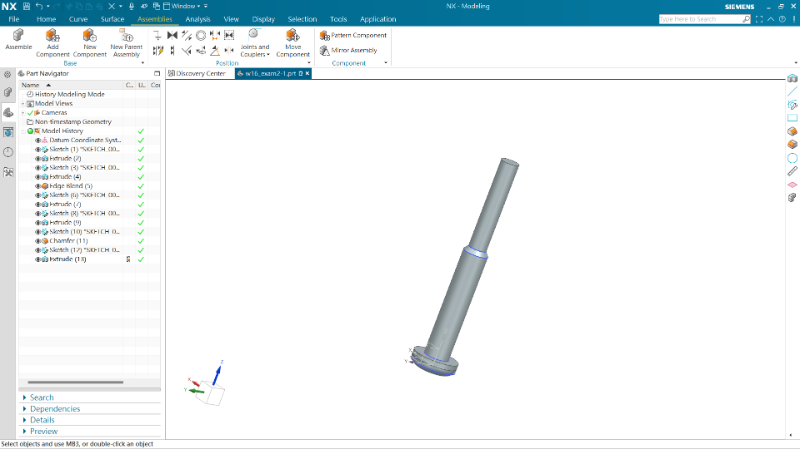 NX
Window
NX - Modeling
SIEMENS
File Home Curve Surface Assemblies Analysis View Display Selection Tools Application
Type Here to Search
Assemble
Add Component
New Component
New Parent Assembly
Joints and Couplers
Move Component
Pattern Component
Mirror Assembly
Base Position Component
Part Navigator
Discovery Center
w16_exam2-1.prt
Name C... U... Cor
History Modeling Mode
Model Views
Cameras
Non-timestamp Geometry
Model History
Datum Coordinate Syst...
Sketch (1) "SKETCH_00...
Extrude (2)
Sketch (3) "SKETCH_00...
Extrude (4)
Edge Blend (5)
Sketch (6) "SKETCH_00...
Extrude (7)
Sketch (8) "SKETCH_00...
Extrude (9)
Sketch (10) "SKETCH_0...
Chamfer (11)
Sketch (12) "SKETCH_0...
Extrude (13)
X
Y
Z
X
Y
Search
Dependencies
Details
Preview
Select objects and use MB3, or double-click an object